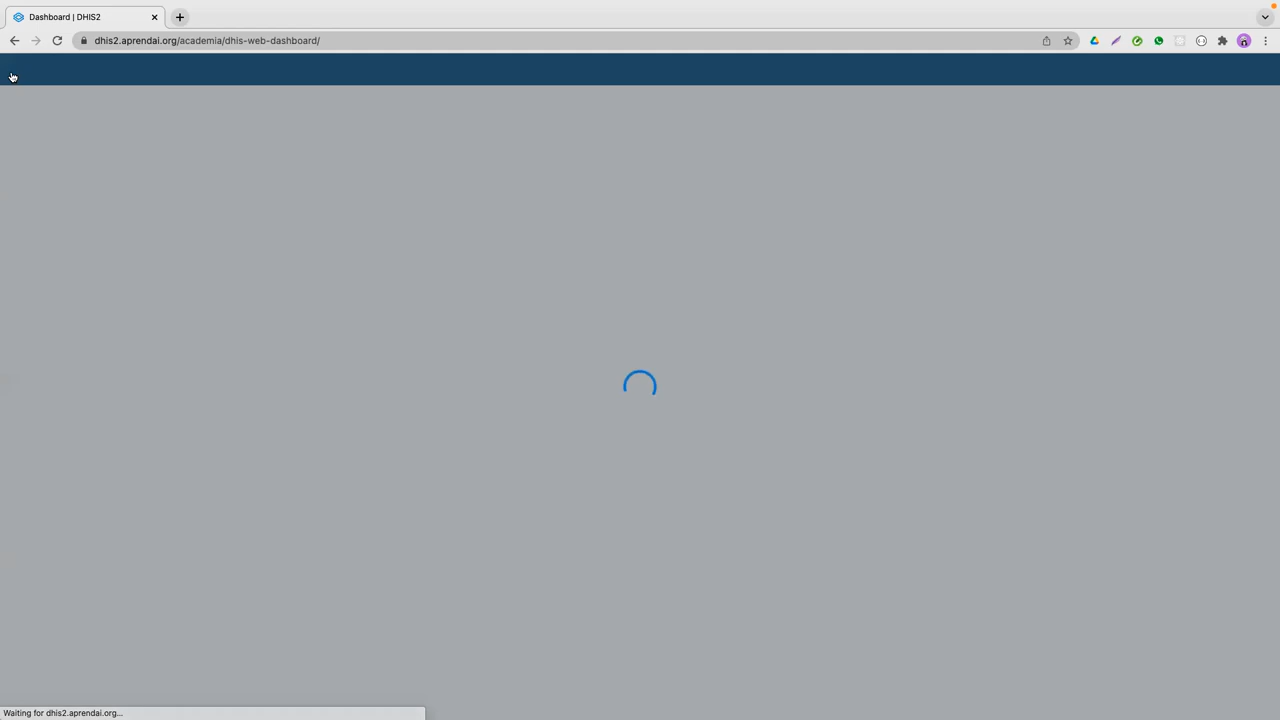 Dashboard | DHIS2
dhis2.aprendai.org/academia/dhis-web-dashboard/
Waiting for dhis2.aprendai.org...